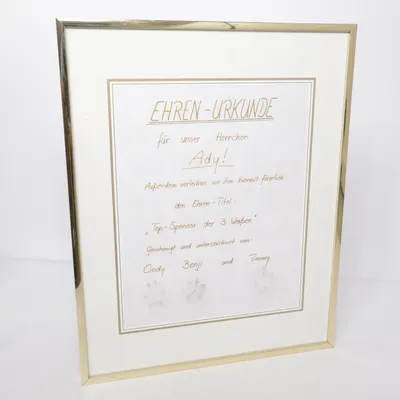 EHREN-URKUNDE
für unser Herrchen
Ady!
Außerdem verleihen wir ihm hiermit feierlich
den Ehren-Titel:
„Top-Sponsor der 3 Weißen"
Genehmigt und unterzeichnet von:
Cindy Benji und Timmy